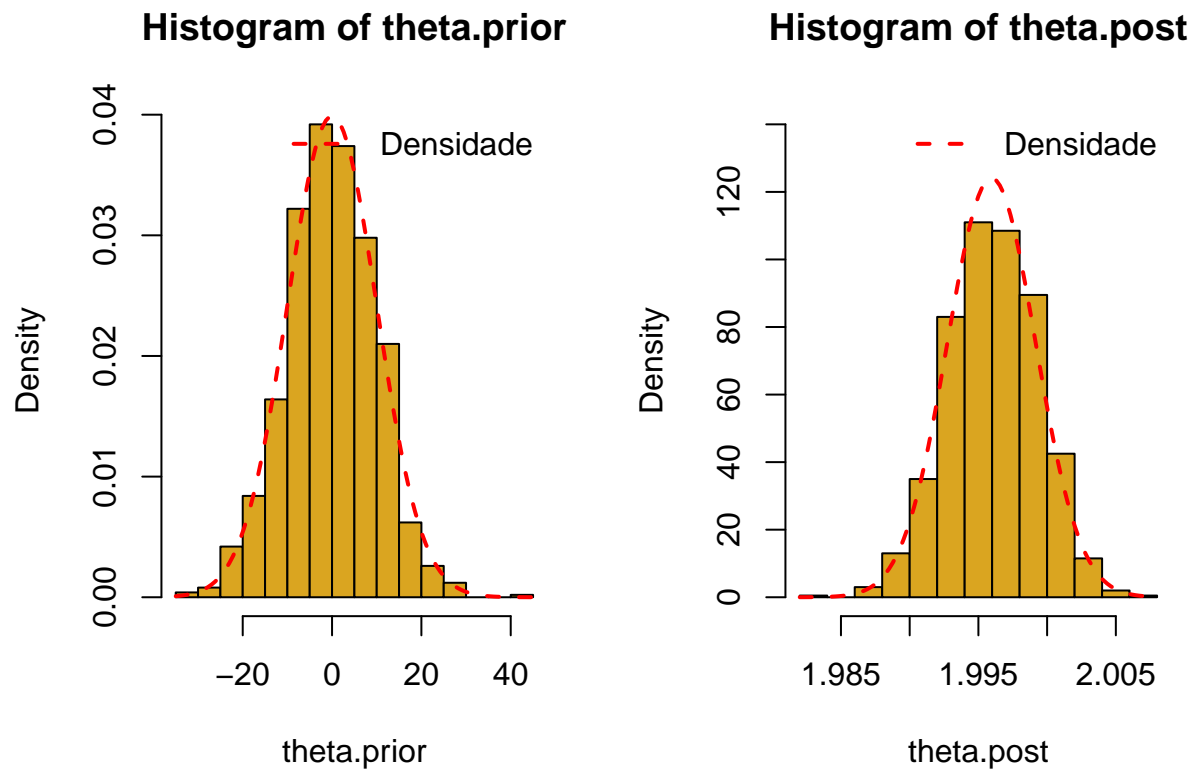 Histogram of theta.prior
Density
0.00
0.01
0.02
0.03
0.04
Densidade
−20
0
20
40
theta.prior
Histogram of theta.post
Density
0
20
40
60
80
120
Densidade
1.985
1.995
2.005
theta.post